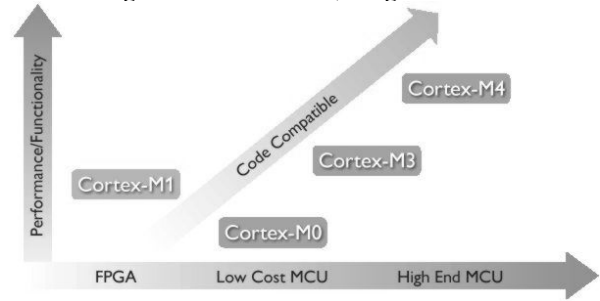 Performance/Functionality
Code Compatible
Cortex-M4
Cortex-M3
Cortex-M1
Cortex-M0
FPGA
Low Cost MCU
High End MCU